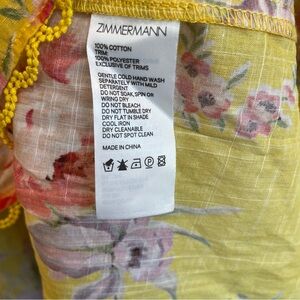 ZIMMERMANN
100% COTTON
TRIM:
100% POLYESTER
EXCLUSIVE OF TRIMS
GENTLE COLD HAND WASH
SEPARATELY WITH MILD
DETERGENT
DO NOT SOAK, SPIN OR
WRING DRY
DO NOT BLEACH
DO NOT TUMBLE DRY
DRY FLAT IN SHADE
COOL IRON
DRY CLEANABLE
DO NOT SPOT CLEAN
MADE IN CHINA